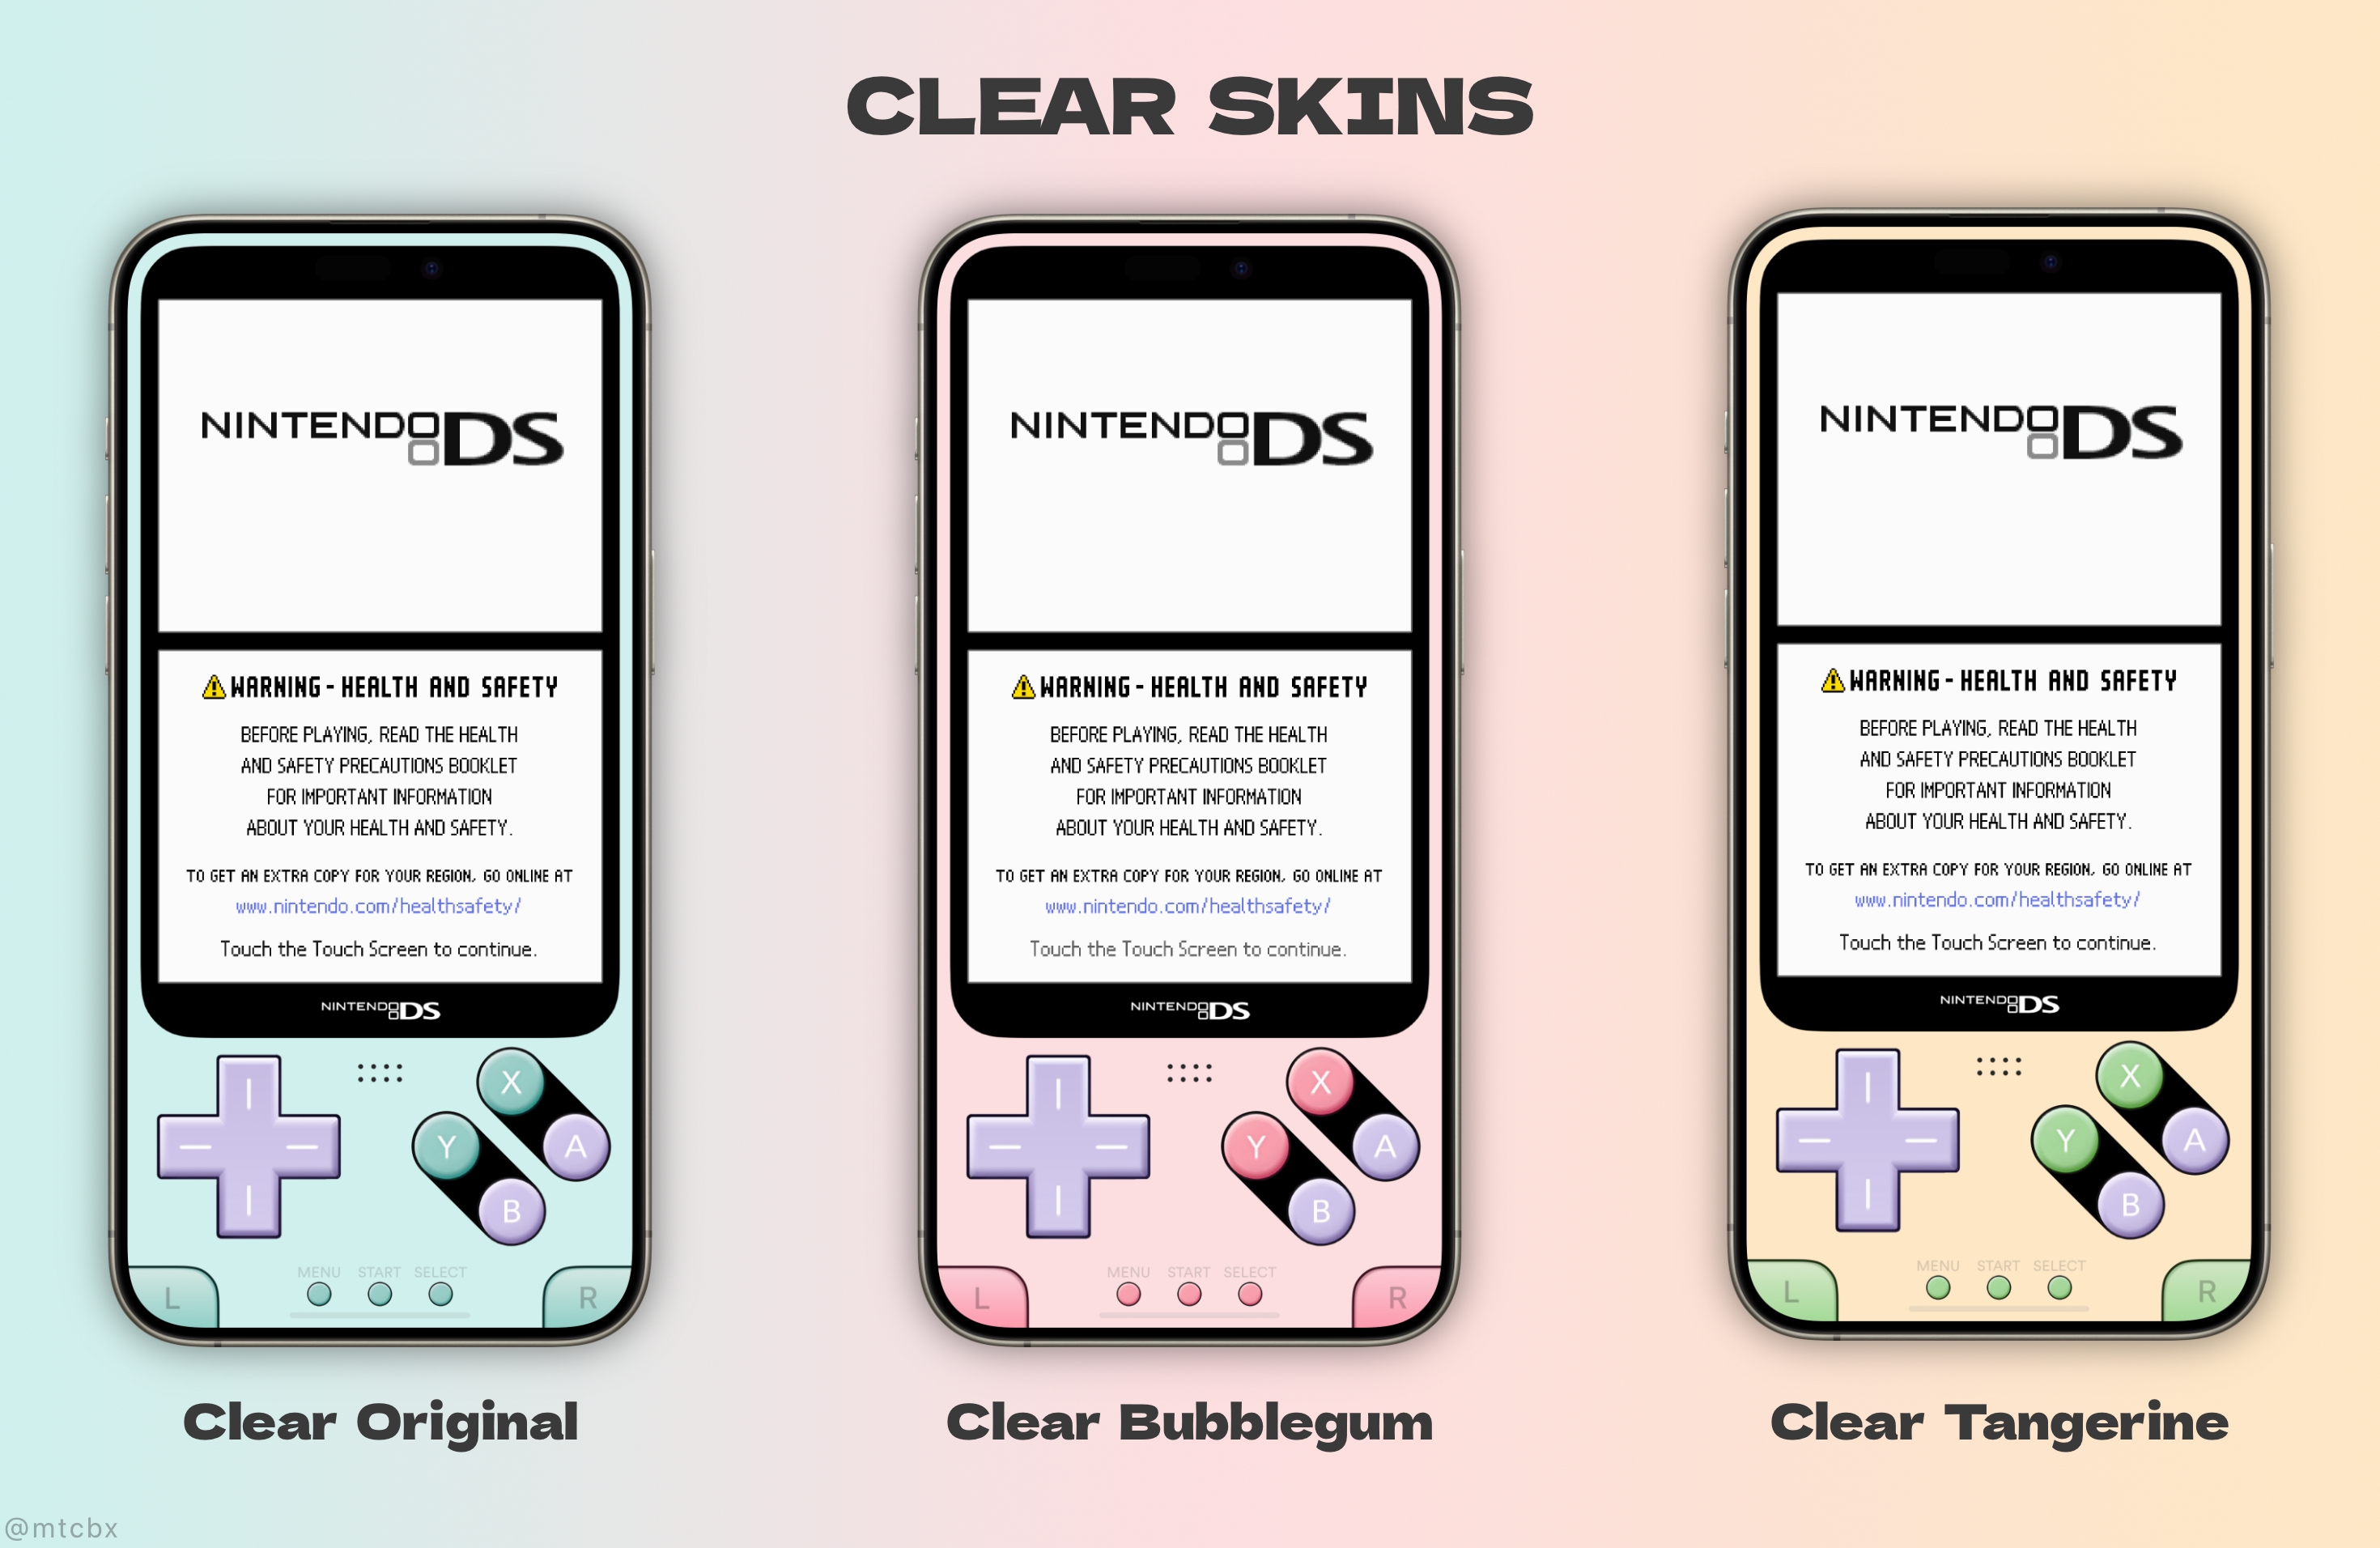 CLEAR SKINS
NINTENDO DS
WARNING - HEALTH AND SAFETY
BEFORE PLAYING, READ THE HEALTH
AND SAFETY PRECAUTIONS BOOKLET
FOR IMPORTANT INFORMATION
ABOUT YOUR HEALTH AND SAFETY.
TO GET AN EXTRA COPY FOR YOUR REGION, GO ONLINE AT
www.nintendo.com/healthsafety/
Touch the Touch Screen to continue.
NINTENDO DS
X
Y
A
B
MENU START SELECT
L
R
Clear Original
NINTENDO DS
WARNING - HEALTH AND SAFETY
BEFORE PLAYING, READ THE HEALTH
AND SAFETY PRECAUTIONS BOOKLET
FOR IMPORTANT INFORMATION
ABOUT YOUR HEALTH AND SAFETY.
TO GET AN EXTRA COPY FOR YOUR REGION, GO ONLINE AT
www.nintendo.com/healthsafety/
Touch the Touch Screen to continue.
NINTENDO DS
X
Y
A
B
MENU START SELECT
L
R
Clear Bubblegum
NINTENDO DS
WARNING - HEALTH AND SAFETY
BEFORE PLAYING, READ THE HEALTH
AND SAFETY PRECAUTIONS BOOKLET
FOR IMPORTANT INFORMATION
ABOUT YOUR HEALTH AND SAFETY.
TO GET AN EXTRA COPY FOR YOUR REGION, GO ONLINE AT
www.nintendo.com/healthsafety/
Touch the Touch Screen to continue.
NINTENDO DS
X
Y
A
B
MENU START SELECT
L
R
Clear Tangerine
@mtcbx